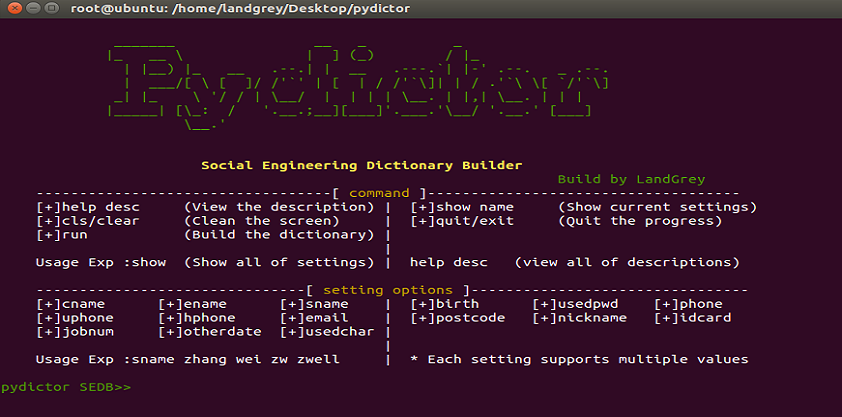 root@ubuntu: /home/landgrey/Desktop/pydictor
pydictor
Social Engineering Dictionary Builder
Build by LandGrey
----------------------------------[ command ]------------------------------------
[+]help desc (View the description) | [+]show name (Show current settings)
[+]cls/clear (Clean the screen) | [+]quit/exit (Quit the progress)
[+]run (Build the dictionary) |
|
Usage Exp :show (Show all of settings) | help desc (view all of descriptions)
-------------------------------[ setting options ]--------------------------------
[+]cname [+]ename [+]sname | [+]birth [+]usedpwd [+]phone
[+]uphone [+]hphone [+]email | [+]postcode [+]nickname [+]idcard
[+]jobnum [+]otherdate [+]usedchar |
|
Usage Exp :sname zhang wei zw zwell | * Each setting supports multiple values
pydictor SEDB>>